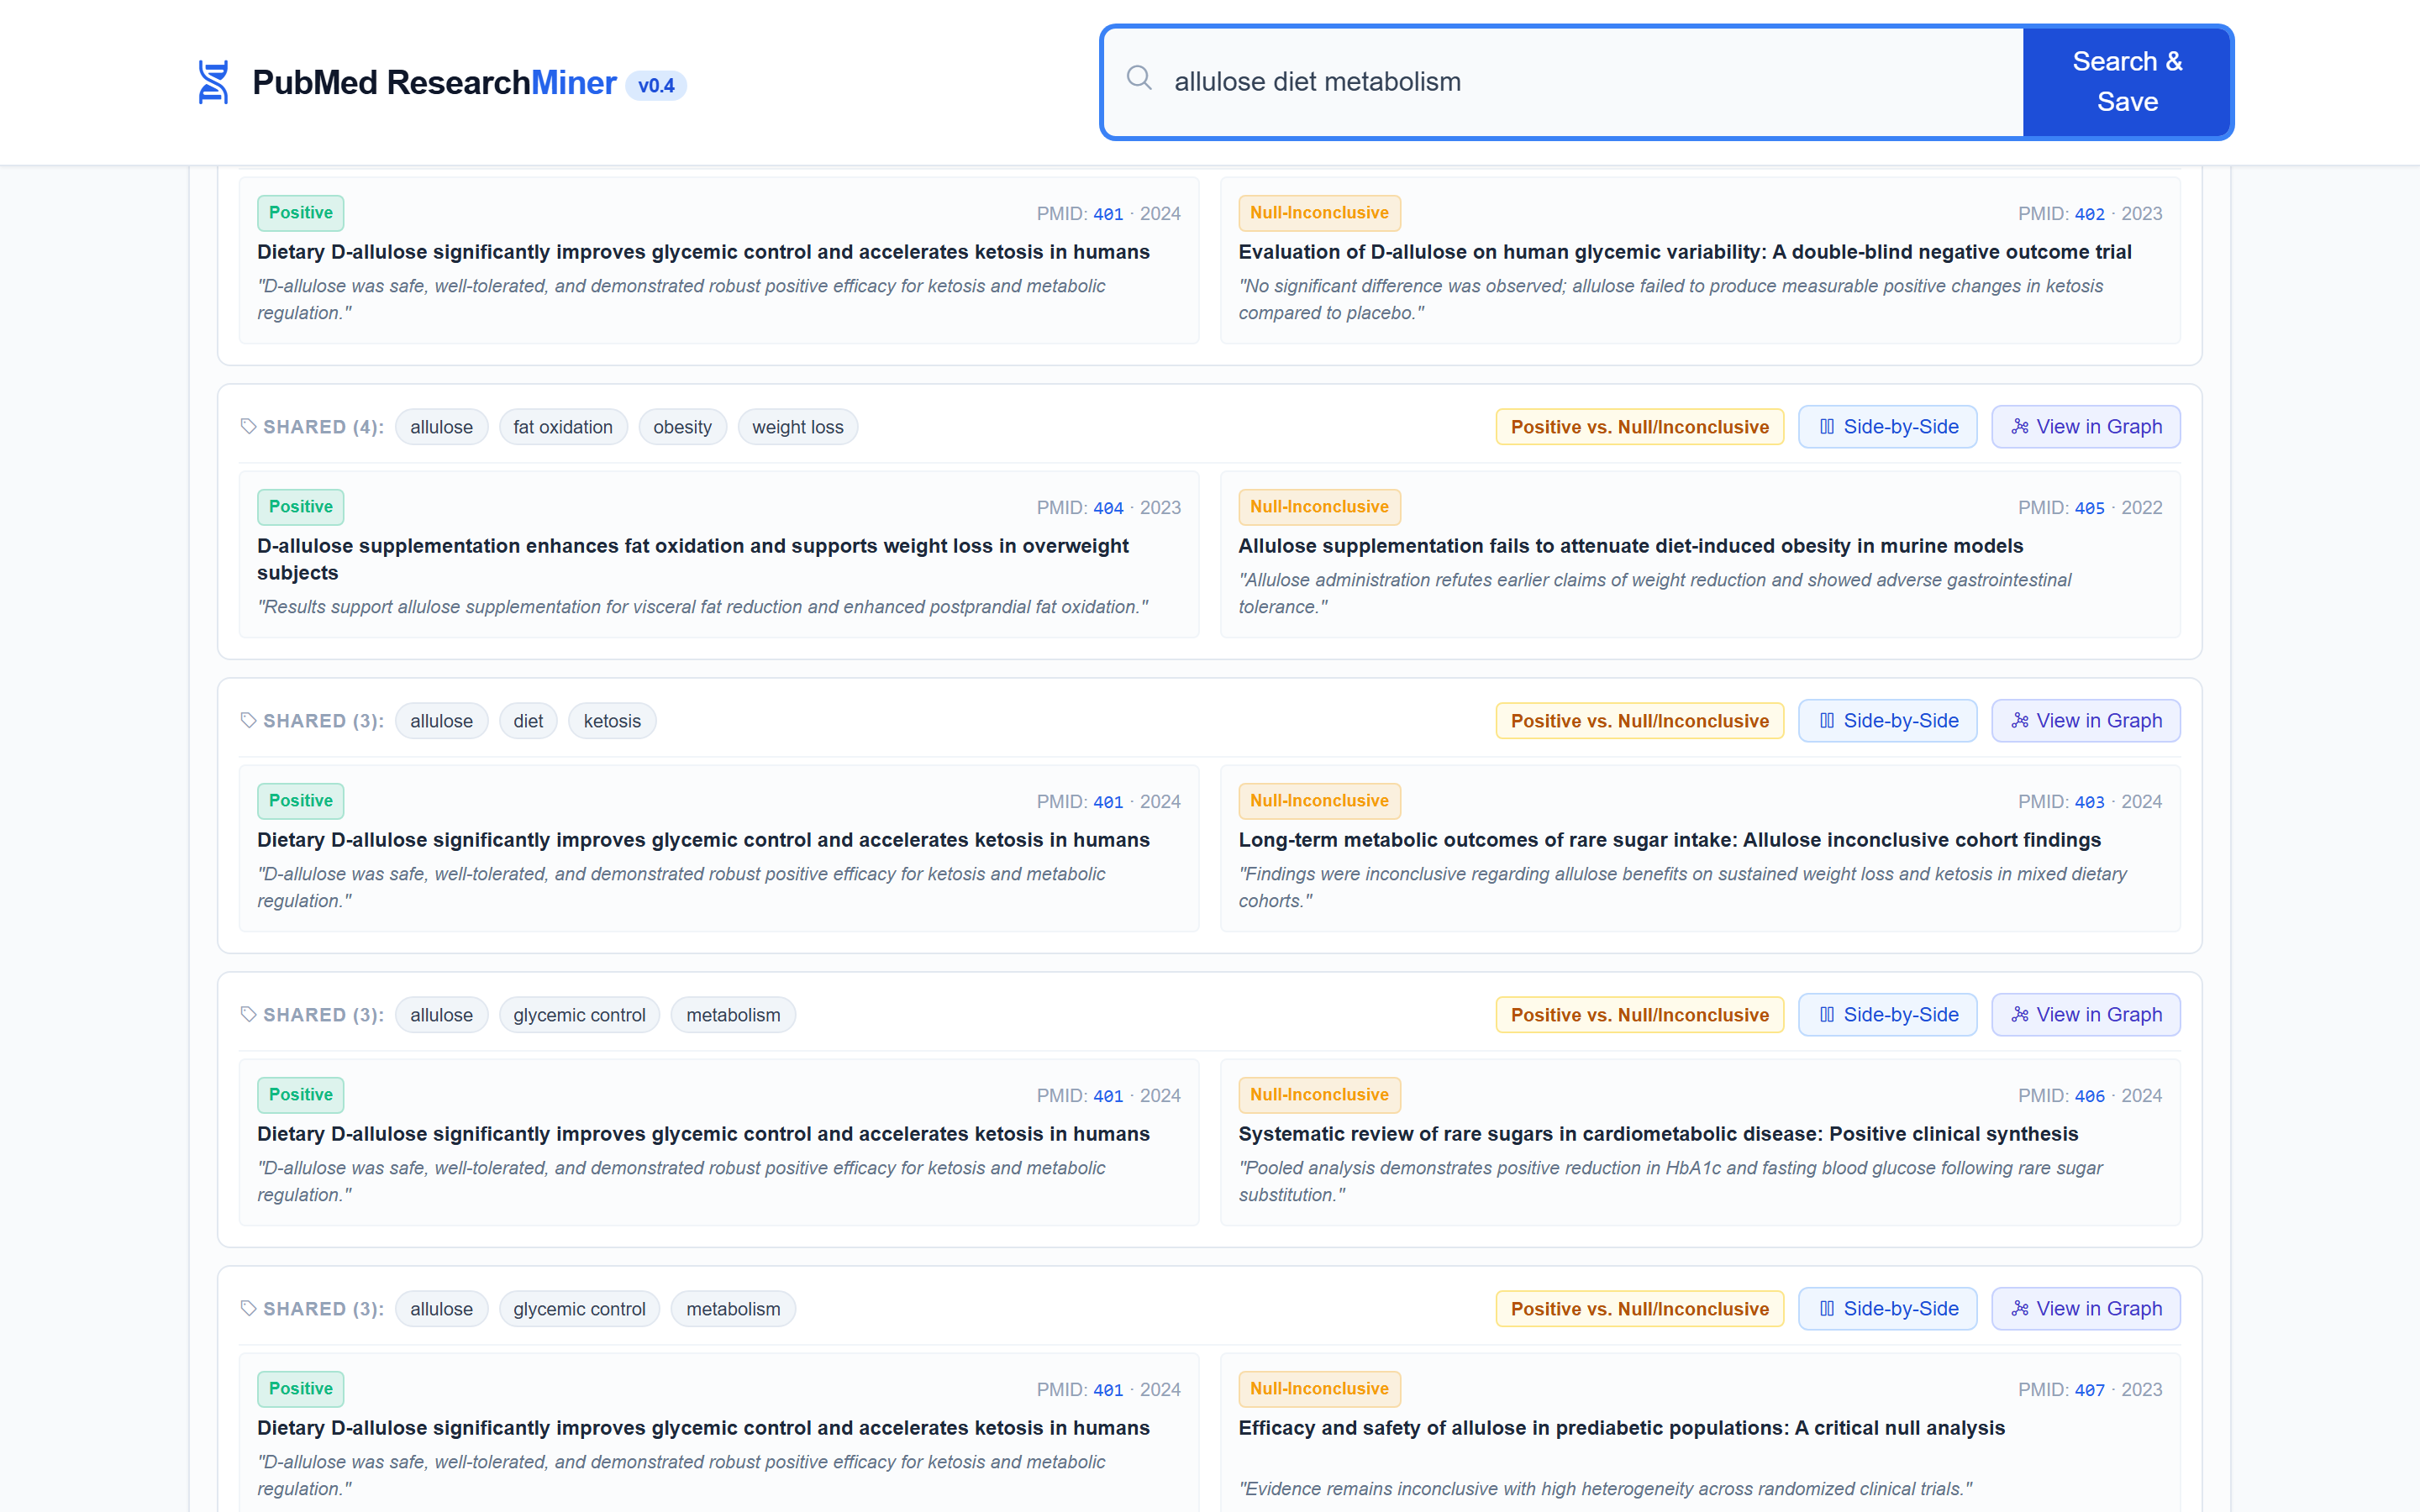 PubMed ResearchMiner v0.4
allulose diet metabolism
Search &
Save
Positive
PMID: 401 · 2024
Dietary D-allulose significantly improves glycemic control and accelerates ketosis in humans
"D-allulose was safe, well-tolerated, and demonstrated robust positive efficacy for ketosis and metabolic
regulation."
Null-Inconclusive
PMID: 402 · 2023
Evaluation of D-allulose on human glycemic variability: A double-blind negative outcome trial
"No significant difference was observed; allulose failed to produce measurable positive changes in ketosis
compared to placebo."
SHARED (4): allulose fat oxidation obesity weight loss
Positive vs. Null/Inconclusive Side-by-Side View in Graph
Positive
PMID: 404 · 2023
D-allulose supplementation enhances fat oxidation and supports weight loss in overweight
subjects
"Results support allulose supplementation for visceral fat reduction and enhanced postprandial fat oxidation."
Null-Inconclusive
PMID: 405 · 2022
Allulose supplementation fails to attenuate diet-induced obesity in murine models
"Allulose administration refutes earlier claims of weight reduction and showed adverse gastrointestinal
tolerance."
SHARED (3): allulose diet ketosis
Positive vs. Null/Inconclusive Side-by-Side View in Graph
Positive
PMID: 401 · 2024
Dietary D-allulose significantly improves glycemic control and accelerates ketosis in humans
"D-allulose was safe, well-tolerated, and demonstrated robust positive efficacy for ketosis and metabolic
regulation."
Null-Inconclusive
PMID: 403 · 2024
Long-term metabolic outcomes of rare sugar intake: Allulose inconclusive cohort findings
"Findings were inconclusive regarding allulose benefits on sustained weight loss and ketosis in mixed dietary
cohorts."
SHARED (3): allulose glycemic control metabolism
Positive vs. Null/Inconclusive Side-by-Side View in Graph
Positive
PMID: 401 · 2024
Dietary D-allulose significantly improves glycemic control and accelerates ketosis in humans
"D-allulose was safe, well-tolerated, and demonstrated robust positive efficacy for ketosis and metabolic
regulation."
Null-Inconclusive
PMID: 406 · 2024
Systematic review of rare sugars in cardiometabolic disease: Positive clinical synthesis
"Pooled analysis demonstrates positive reduction in HbA1c and fasting blood glucose following rare sugar
substitution."
SHARED (3): allulose glycemic control metabolism
Positive vs. Null/Inconclusive Side-by-Side View in Graph
Positive
PMID: 401 · 2024
Dietary D-allulose significantly improves glycemic control and accelerates ketosis in humans
"D-allulose was safe, well-tolerated, and demonstrated robust positive efficacy for ketosis and metabolic
regulation."
Null-Inconclusive
PMID: 407 · 2023
Efficacy and safety of allulose in prediabetic populations: A critical null analysis
"Evidence remains inconclusive with high heterogeneity across randomized clinical trials."